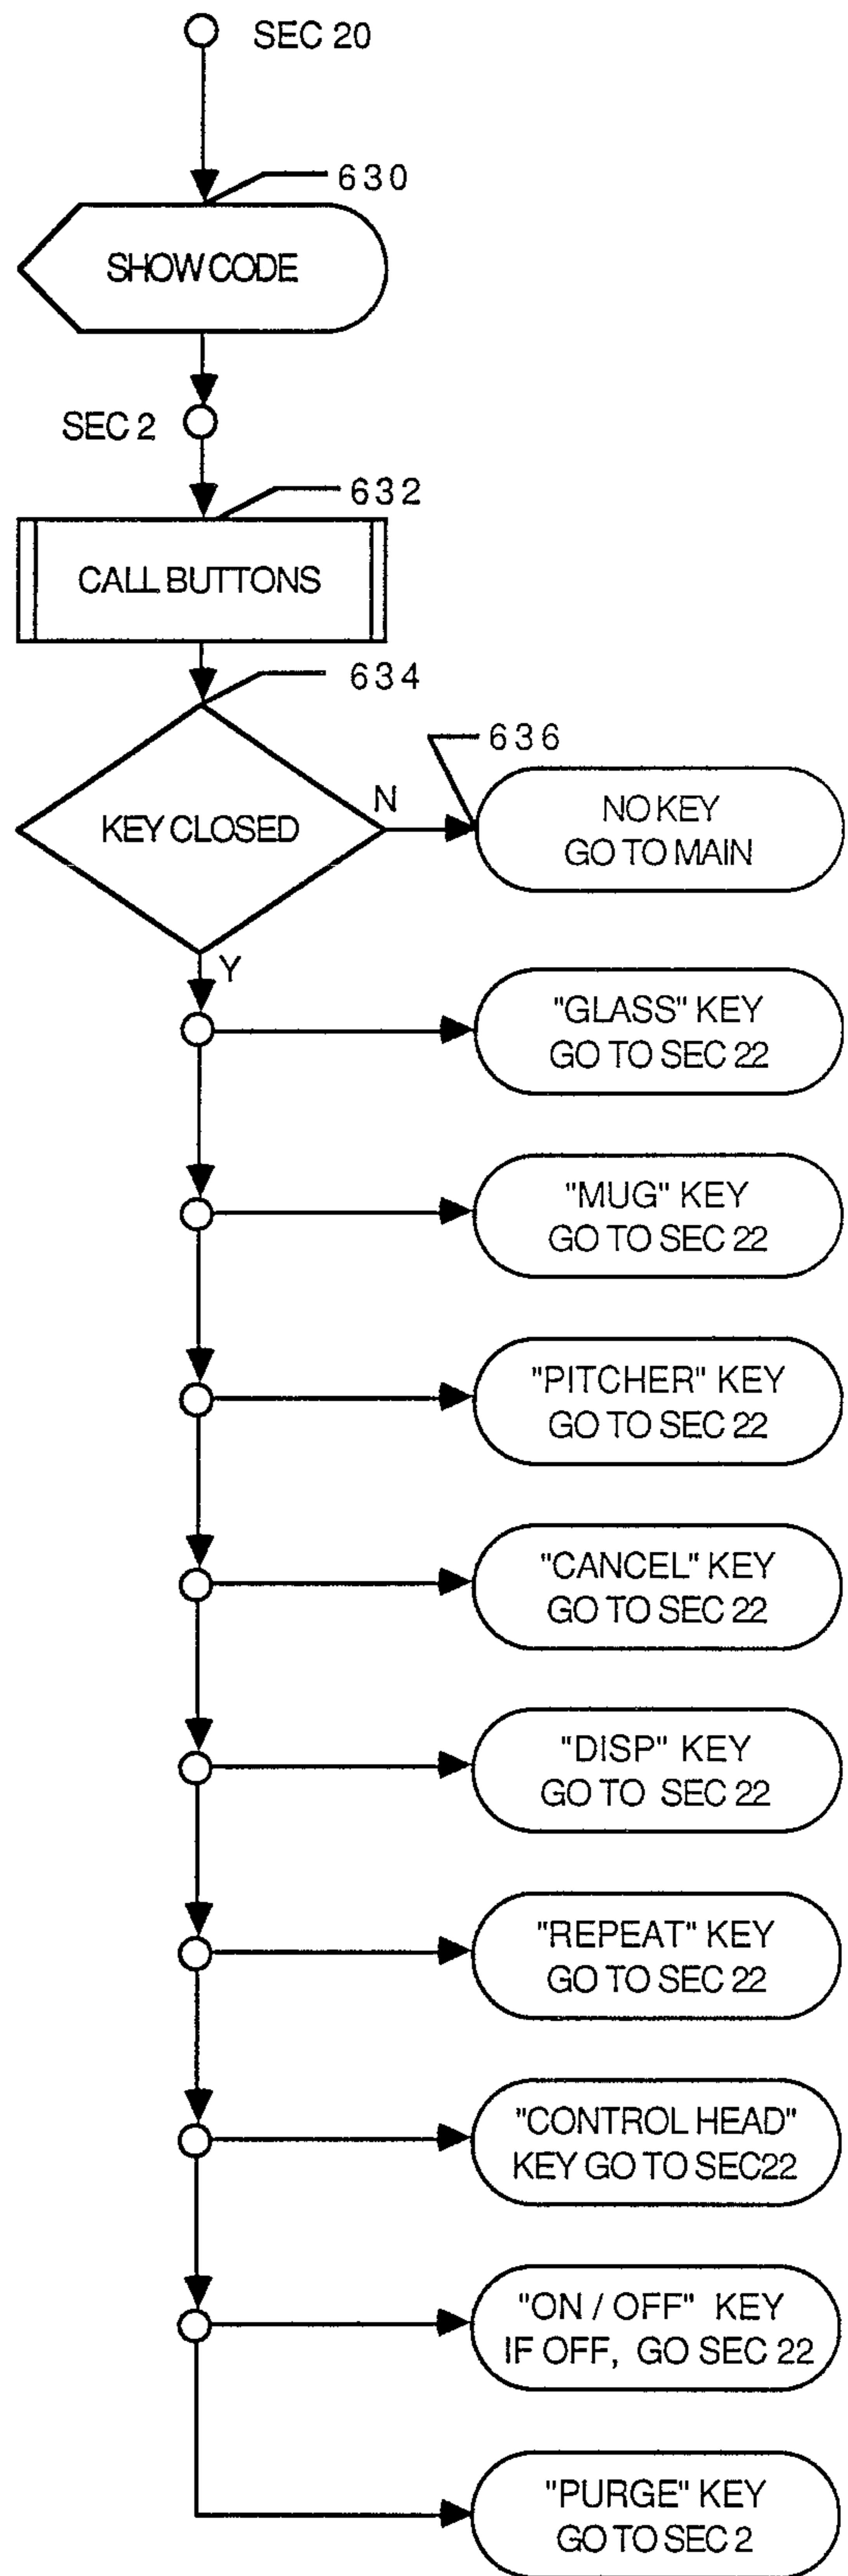 SEC 20
630
SHOW CODE
SEC 2
632
CALL BUTTONS
634
636
KEY CLOSED
N
NO KEY
GO TO MAIN
Y
"GLASS" KEY
GO TO SEC 22
"MUG" KEY
GO TO SEC 22
"PITCHER" KEY
GO TO SEC 22
"CANCEL" KEY
GO TO SEC 22
"DISP" KEY
GO TO SEC 22
"REPEAT" KEY
GO TO SEC 22
"CONTROL HEAD"
KEY GO TO SEC22
"ON / OFF" KEY
IF OFF, GO SEC 22
"PURGE" KEY
GO TO SEC 2